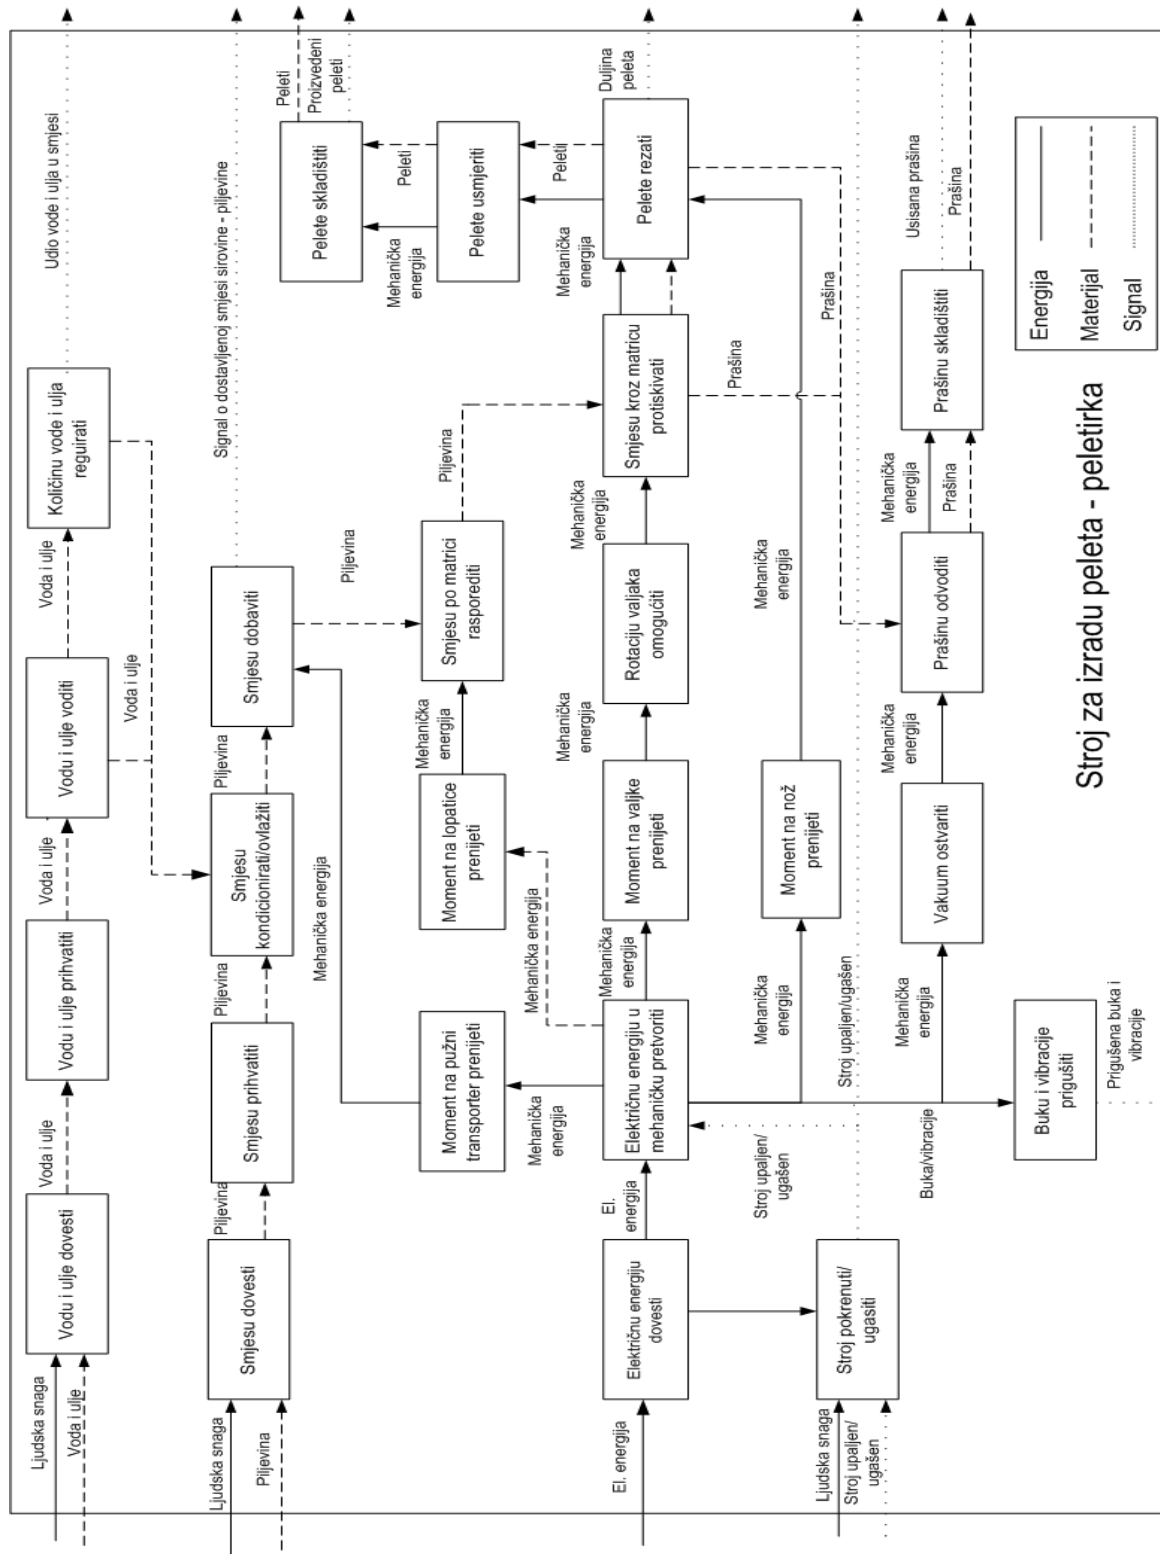 Ljudska snaga
Voda i ulje
Vodu i ulje dovesti
Voda i ulje
Vodu i ulje prihvatiti
Voda i ulje
Vodu i ulje voditi
Voda i ulje
Voda i ulje
Količinu vode i ulja
reguirati
Udio vode i ulja u smjesi
Ljudska snaga
Piljevina
Smjesu dovesti
Piljevina
Smjesu prihvatiti
Piljevina
Smjesu
kondicionirati/ovlažiti
Piljevina
Smjesu dobaviti
Signal o dostavljenoj smjesi sirovine - piljevine
Mehanička energija
Piljevina
Peleti
Proizvedeni
peleti
Pelete skladištiti
Mehanička
energija
Peleti
Pelete usmjeriti
Moment na pužni
transporter prenijeti
Mehanička
energija
Moment na lopatice
prenijeti
Mehanička energija
Mehanička
energija
Smjesu po matrici
rasporediti
Piljevina
Mehanička
energija
Peleti
El. energija
Električnu energiju
dovesti
El.
energija
Električnu energiju u
mehaničku pretvoriti
Mehanička
energija
Moment na valjke
prenijeti
Mehanička
energija
Rotaciju valjaka
omogućiti
Mehanička
energija
Smjesu kroz matricu
protiskivati
Pelete rezati
Duljina
peleta
Prašina
Prašina
Stroj upaljen/
ugašen
Mehanička
energija
Moment na nož
prenijeti
Mehanička
energija
Ljudska snaga
Stroj upaljen/
ugašen
Stroj pokrenuti/
ugasiti
Stroj upaljen/ugašen
Buka/vibracije
Mehanička
energija
Vakuum ostvariti
Mehanička
energija
Prašinu odvoditi
Mehanička
energija
Prašina
Prašinu skladištiti
Usisana prašina
Prašina
Buku i vibracije
prigušiti
Prigušena buka i
vibracije
Stroj za izradu peleta - peletirka
Energija
Materijal
Signal